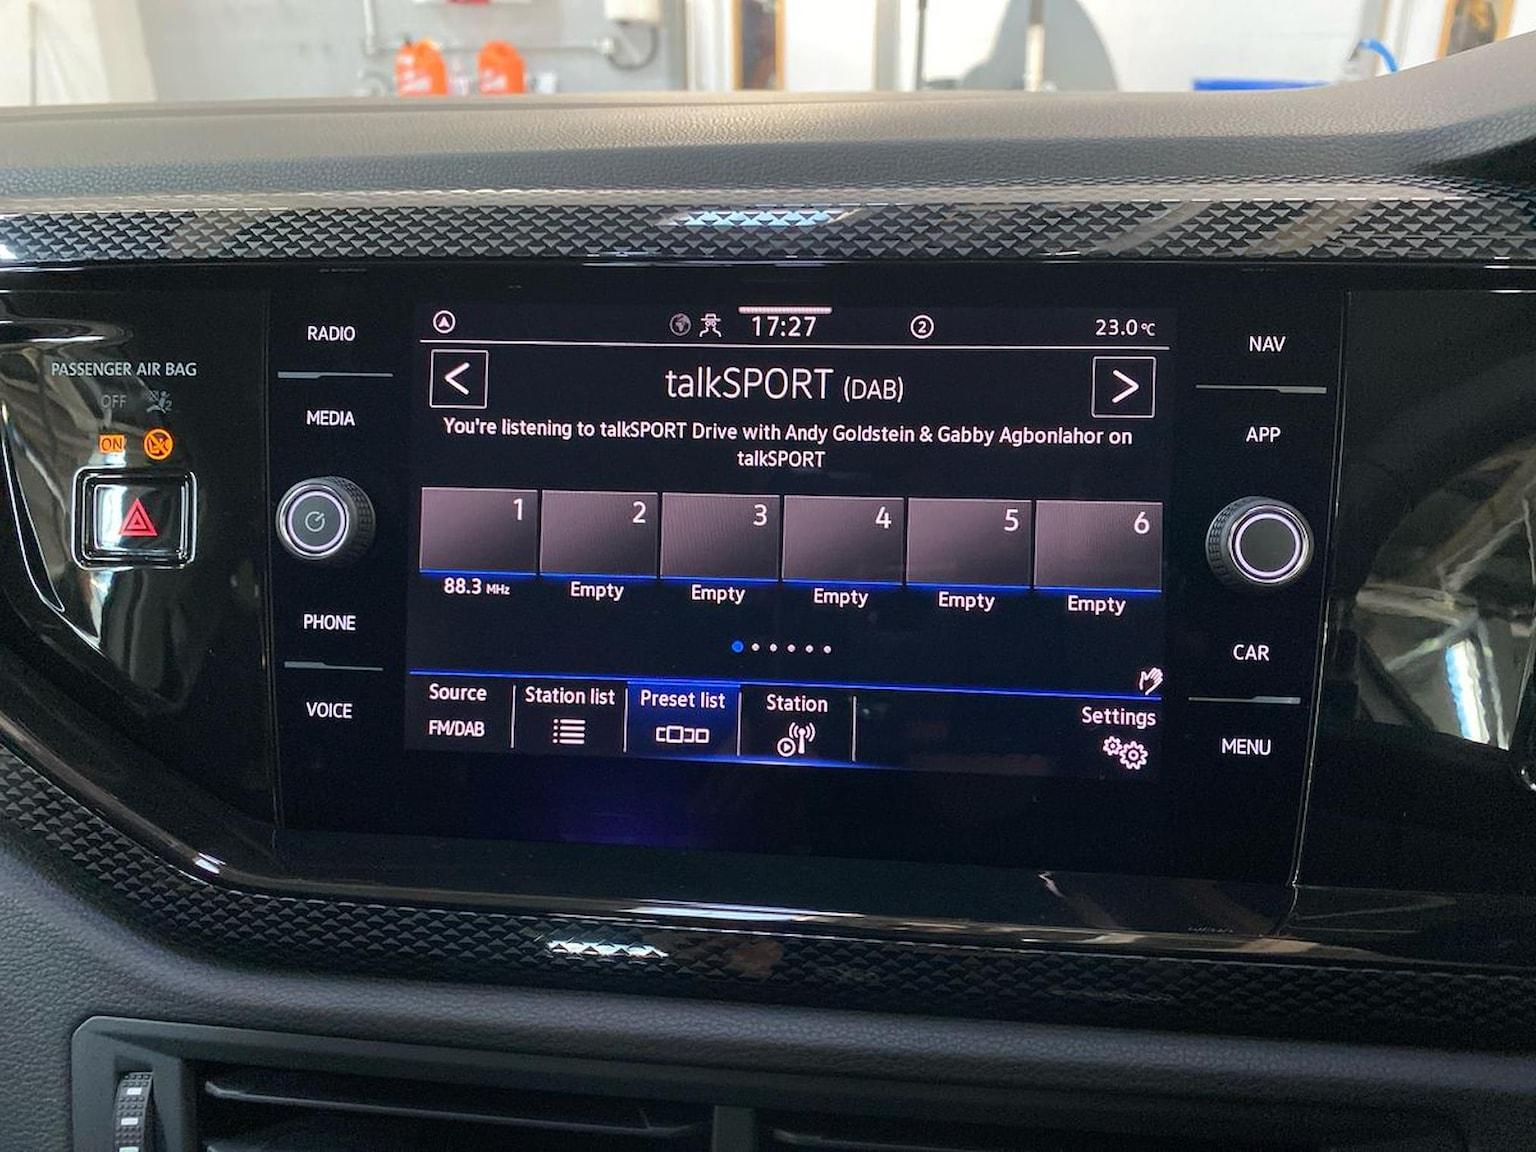 PASSENGER AIR BAG
OFF
ON
RADIO
MEDIA
PHONE
VOICE
17:27
2
23.0 °C
<
talkSPORT (DAB)
>
You're listening to talkSPORT Drive with Andy Goldstein & Gabby Agbonlahor on
talkSPORT
1 2 3 4 5 6
88.3 MHz Empty Empty Empty Empty Empty
Source Station list Preset list Station Settings
FM/DAB
NAV
APP
CAR
MENU